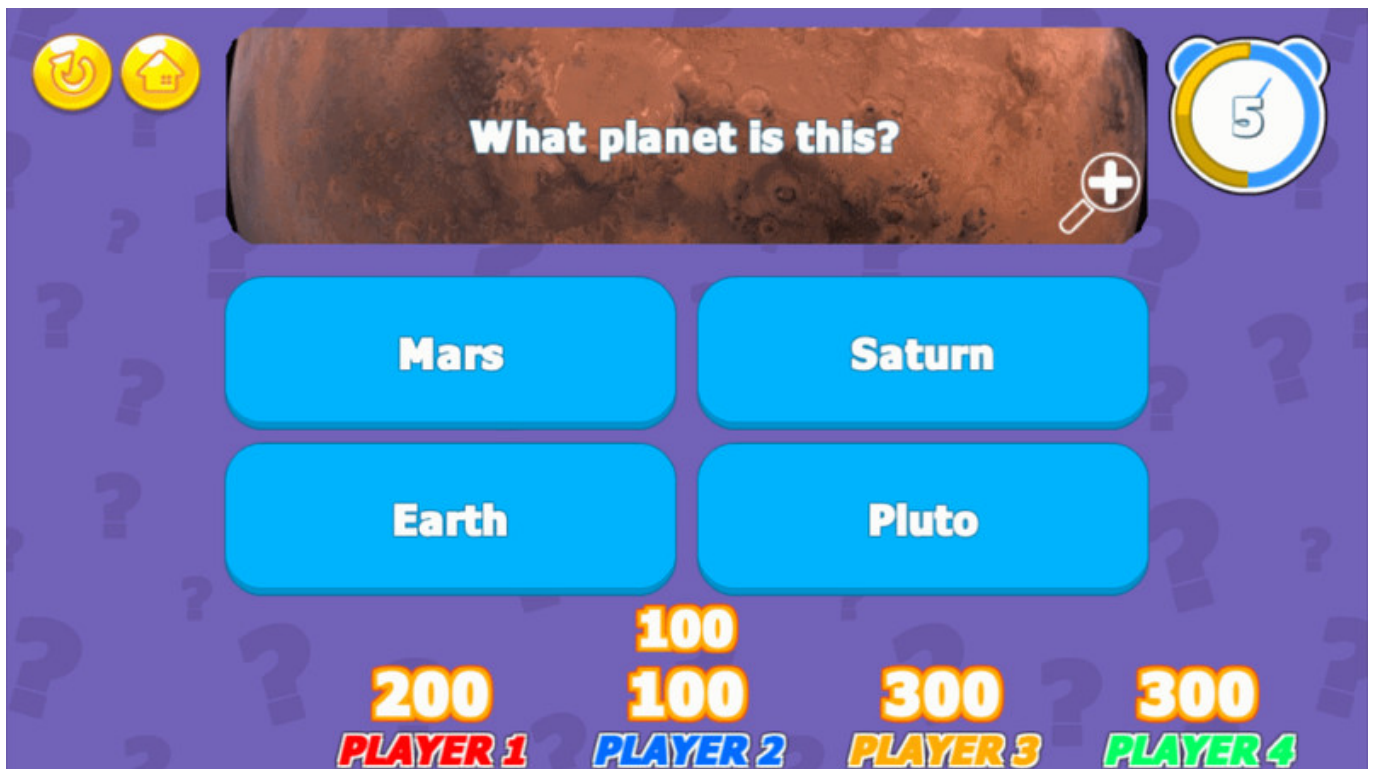 What planet is this?
5
Mars
Saturn
Earth
Pluto
100
200 100 300 300
PLAYER 1 PLAYER 2 PLAYER 3 PLAYER 4